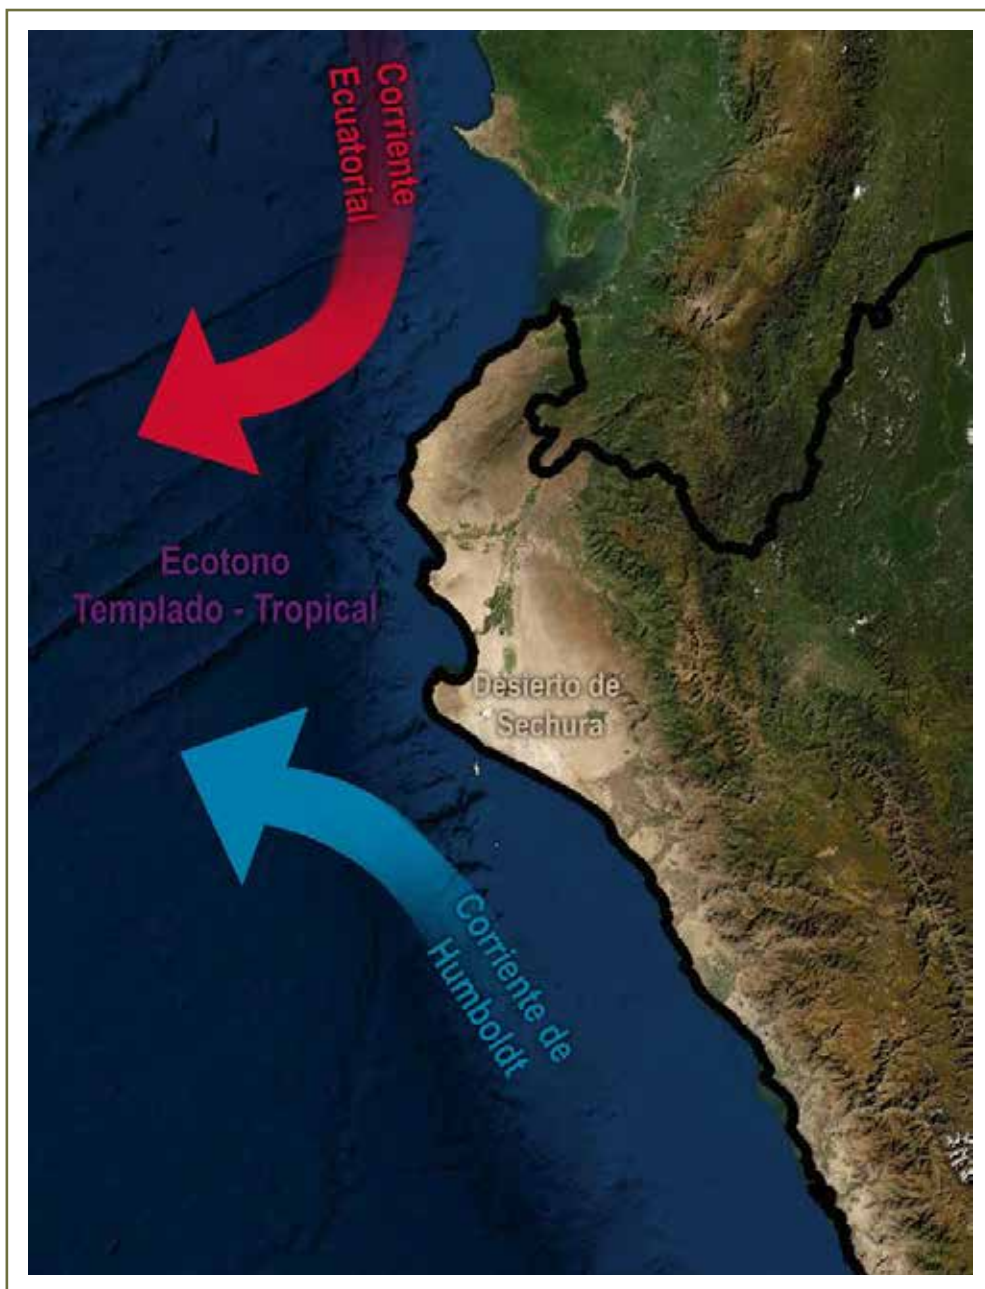 Corriente
Ecuatorial
Ecotono
Templado - Tropical
Desierto de
Sechura
Corriente de
Humboldt